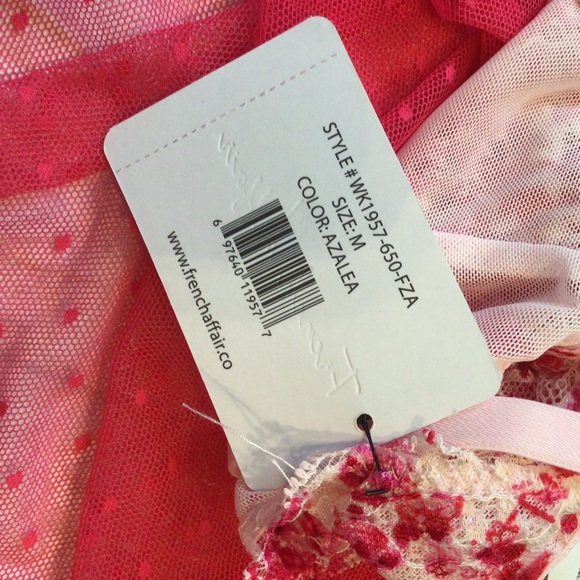 STYLE # WK1957-650-FZA
SIZE: M
COLOR: AZALEA
6 97640 11957 7
www.frenchaffair.co